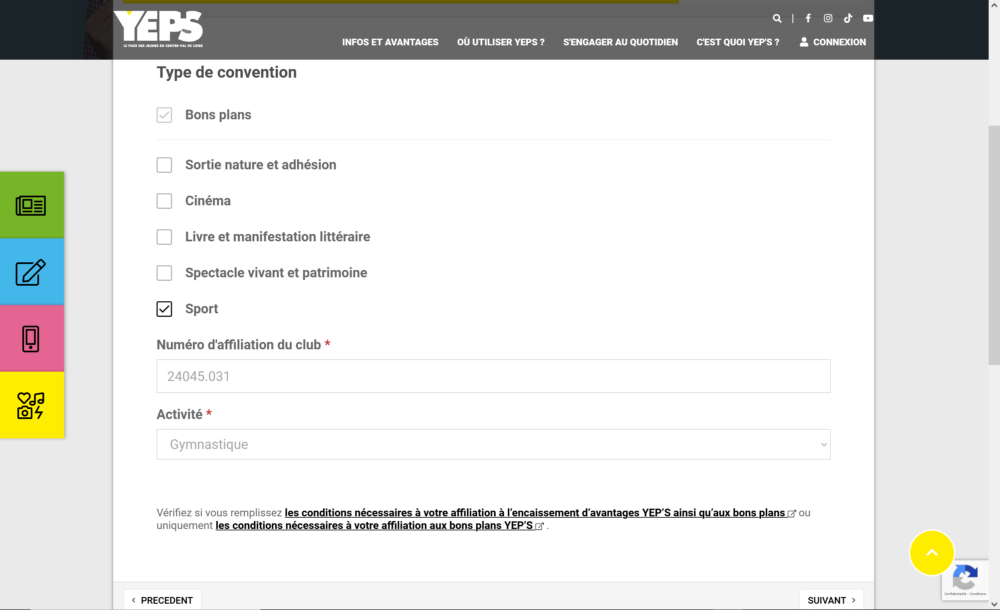 YEPS
LE PASS DES JEUNES EN CENTRE-VAL DE LOIRE
INFOS ET AVANTAGES
OÙ UTILISER YEPS ?
S'ENGAGER AU QUOTIDIEN
C'EST QUOI YEP'S ?
CONNEXION
Type de convention
Bons plans
Sortie nature et adhésion
Cinéma
Livre et manifestation littéraire
Spectacle vivant et patrimoine
Sport
Numéro d'affiliation du club *
24045.031
Activité *
Gymnastique
Vérifiez si vous remplissez les conditions nécessaires à votre affiliation à l’encaissement d’avantages YEP’S ainsi qu’aux bons plans ou
uniquement les conditions nécessaires à votre affiliation aux bons plans YEP’S .
Confidentialité - Conditions
PRECEDENT
SUIVANT